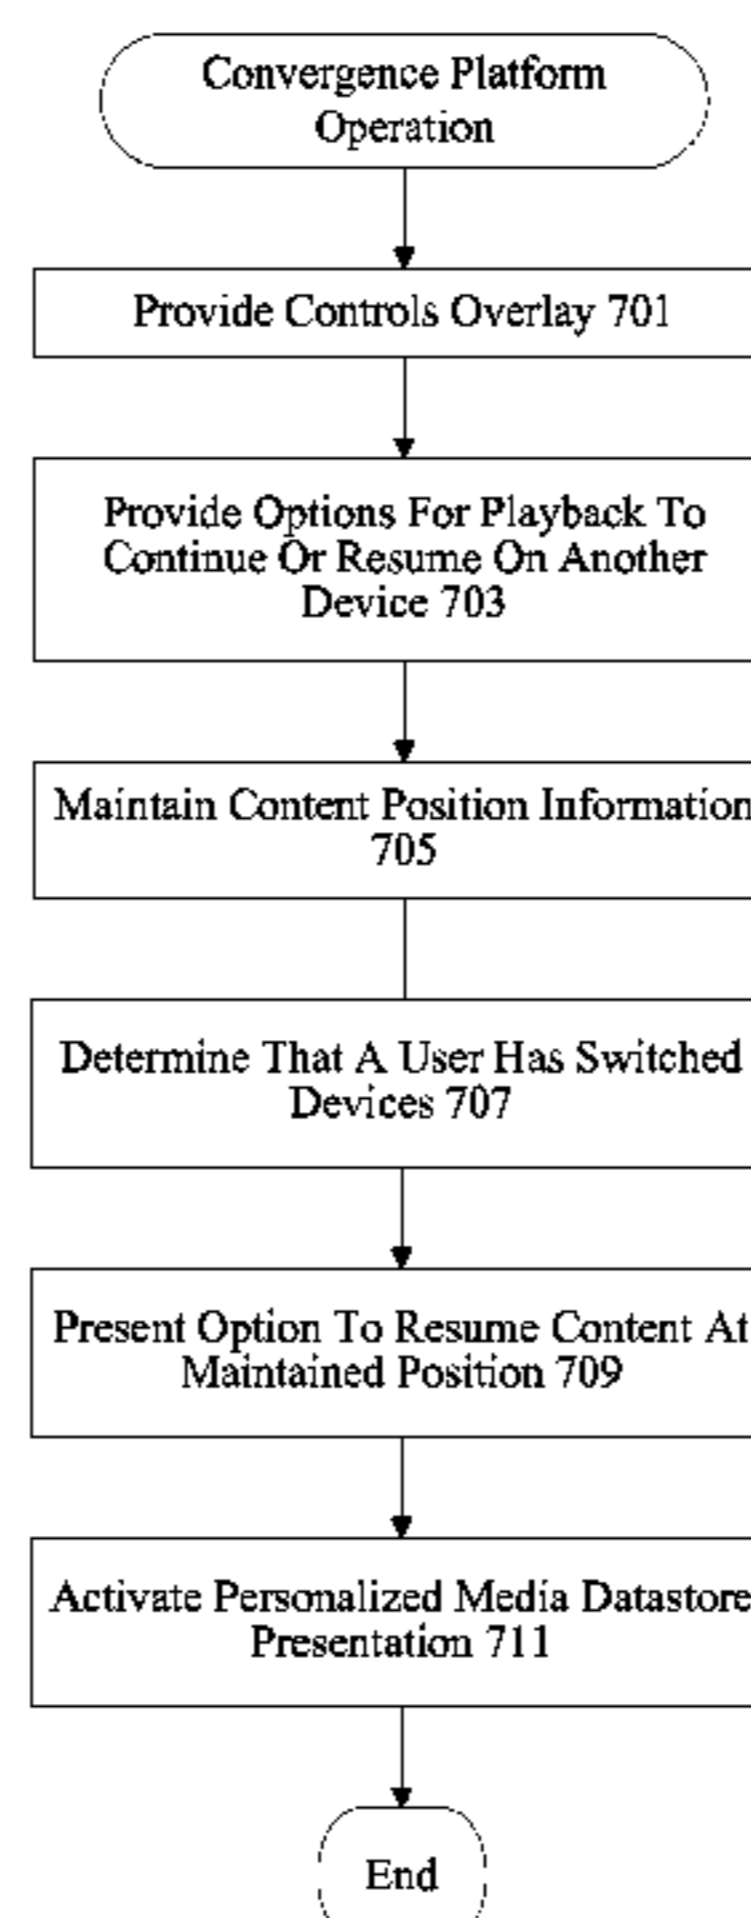 Convergence Platform
Operation
Provide Controls Overlay 701
Provide Options For Playback To
Continue Or Resume On Another
Device 703
Maintain Content Position Information
705
Determine That A User Has Switched
Devices 707
Present Option To Resume Content At
Maintained Position 709
Activate Personalized Media Datastore
Presentation 711
End